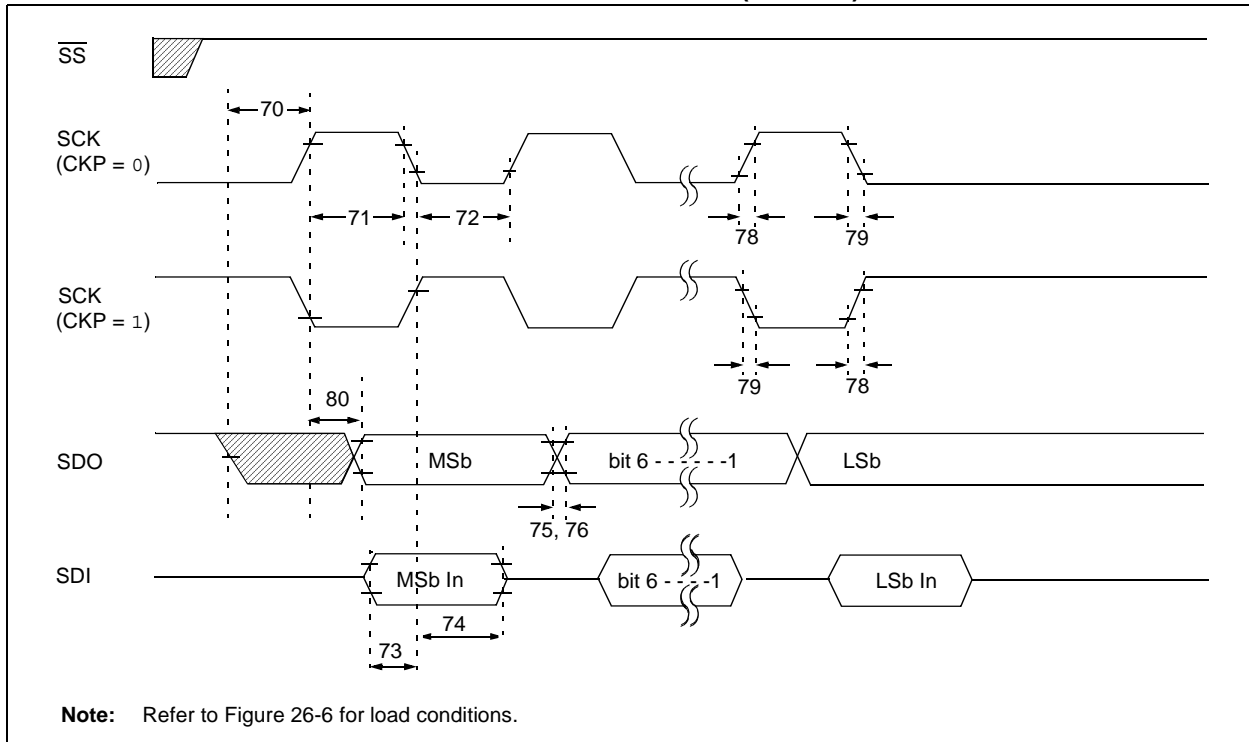 SS
70
SCK
(CKP = 0)
71
72
78
79
SCK
(CKP = 1)
79
78
80
SDO
MSb
bit 6 - - - - - -1
LSb
75, 76
SDI
MSb In
bit 6 - - - -1
LSb In
74
73
Note: Refer to Figure 26-6 for load conditions.